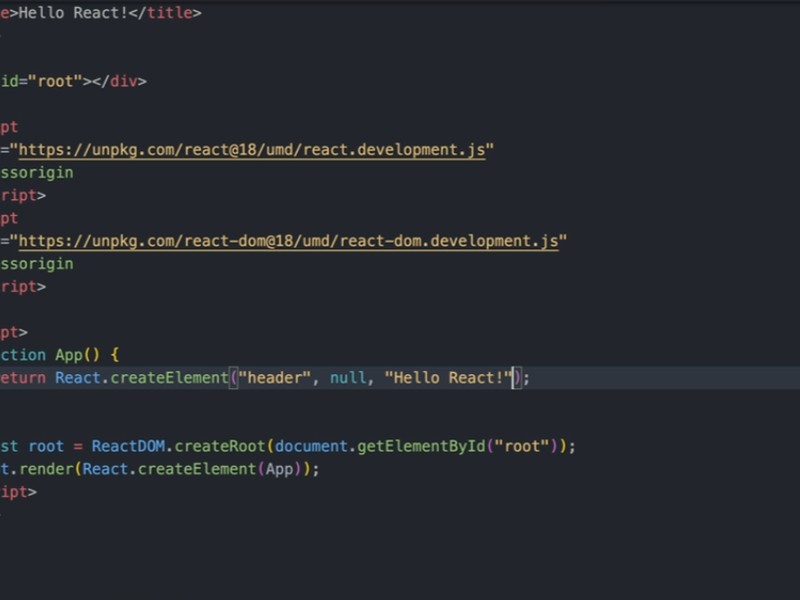 e>Hello React!</title>
id="root"></div>
pt
="https://unpkg.com/react@18/umd/react.development.js"
ssorigin
ript>
pt
="https://unpkg.com/react-dom@18/umd/react-dom.development.js"
ssorigin
ript>
pt>
ction App() {
eturn React.createElement("header", null, "Hello React!");
st root = ReactDOM.createRoot(document.getElementById("root"));
t.render(React.createElement(App));
ipt>